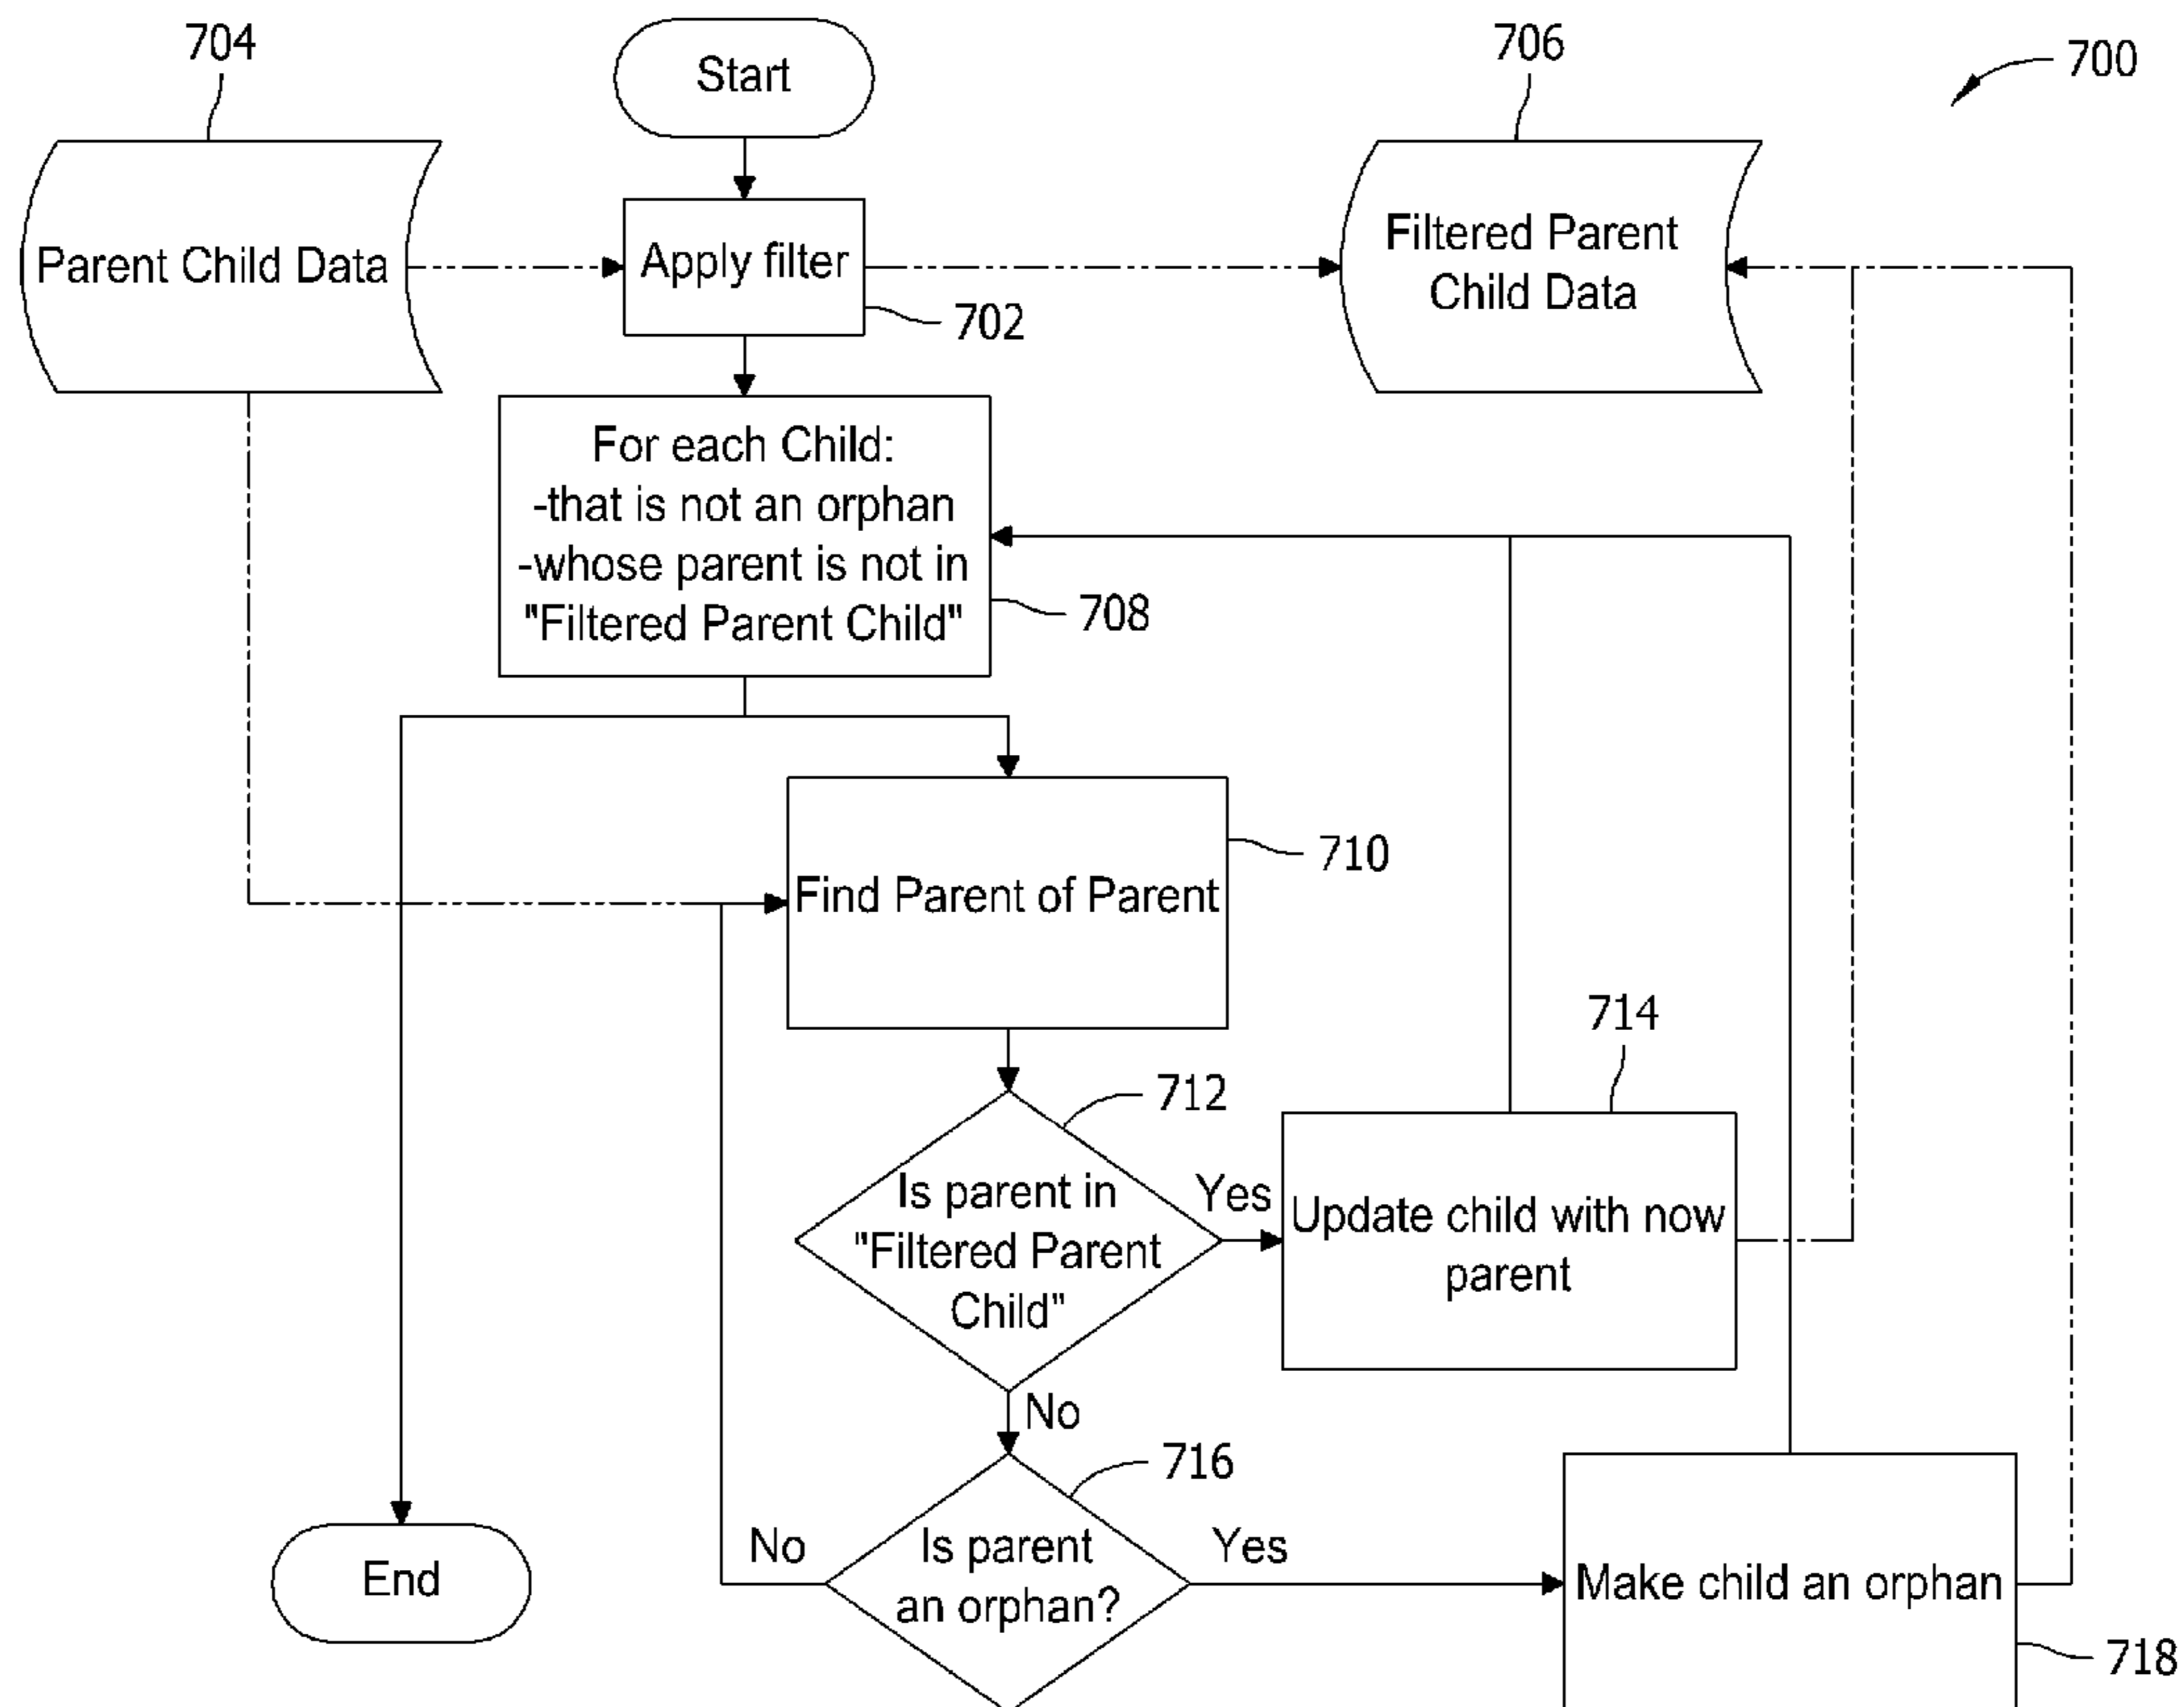 704
Start
706
700
Parent Child Data
Apply filter
702
Filtered Parent
Child Data
For each Child:
-that is not an orphan
-whose parent is not in
"Filtered Parent Child"
708
Find Parent of Parent
710
712
714
Is parent in
"Filtered Parent
Child"
Yes
Update child with now
parent
No
716
Is parent
an orphan?
No
Yes
Make child an orphan
718
End